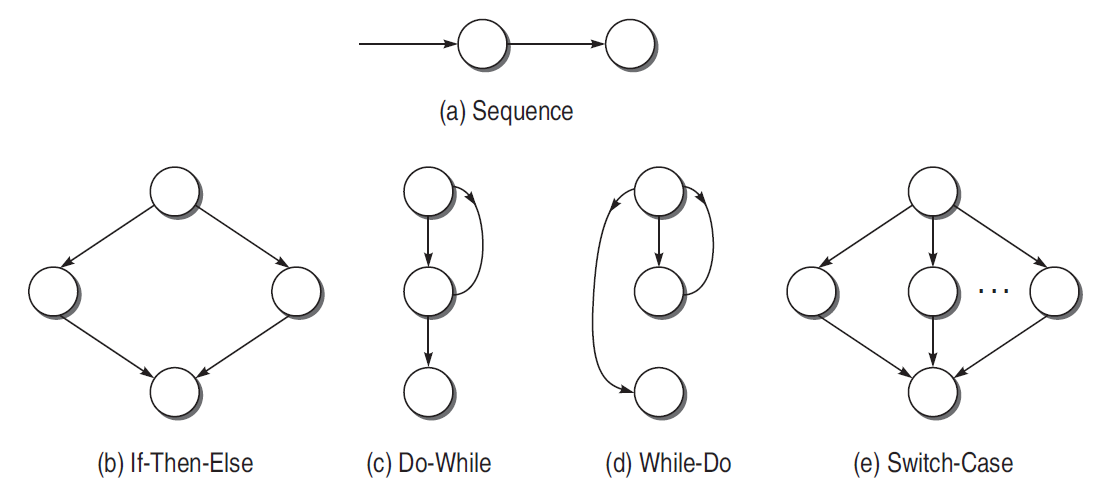 (a) Sequence
...
(b) If-Then-Else
(c) Do-While
(d) While-Do
(e) Switch-Case